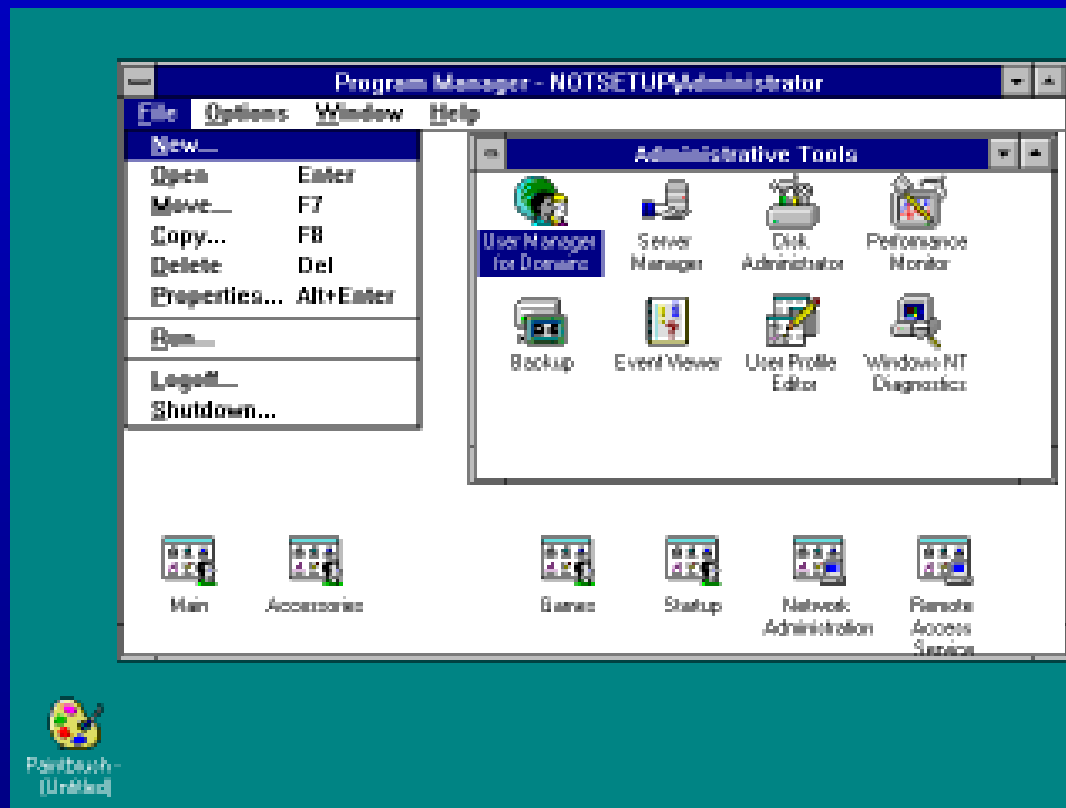 Program Manager - NOTSETUP\Administrator
File Options Window Help
New...
Open Enter
Move... F7
Copy... F8
Delete Del
Properties... Alt+Enter
Run...
Logoff...
Shutdown...
Administrative Tools
User Manager
for Domains
Server
Manager
Disk
Administrator
Performance
Monitor
Backup
Event Viewer
User Profile
Editor
Windows NT
Diagnostics
Main
Accessories
Games
Startup
Network
Administration
Remote
Access
Service
Paintbrush -
(Untitled)